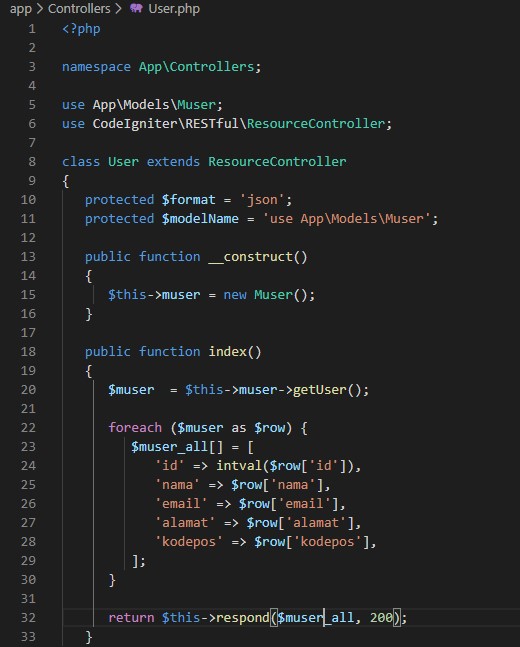 app > Controllers > User.php
1 <?php
2
3 namespace App\Controllers;
4
5 use App\Models\Muser;
6 use CodeIgniter\RESTful\ResourceController;
7
8 class User extends ResourceController
9 {
10     protected $format = 'json';
11     protected $modelName = 'use App\Models\Muser';
12
13     public function __construct()
14     {
15         $this->muser = new Muser();
16     }
17
18     public function index()
19     {
20         $muser  = $this->muser->getUser();
21
22         foreach ($muser as $row) {
23             $muser_all[] = [
24                 'id' => intval($row['id']),
25                 'nama' => $row['nama'],
26                 'email' => $row['email'],
27                 'alamat' => $row['alamat'],
28                 'kodepos' => $row['kodepos'],
29             ];
30         }
31
32         return $this->respond($muser_all, 200);
33     }